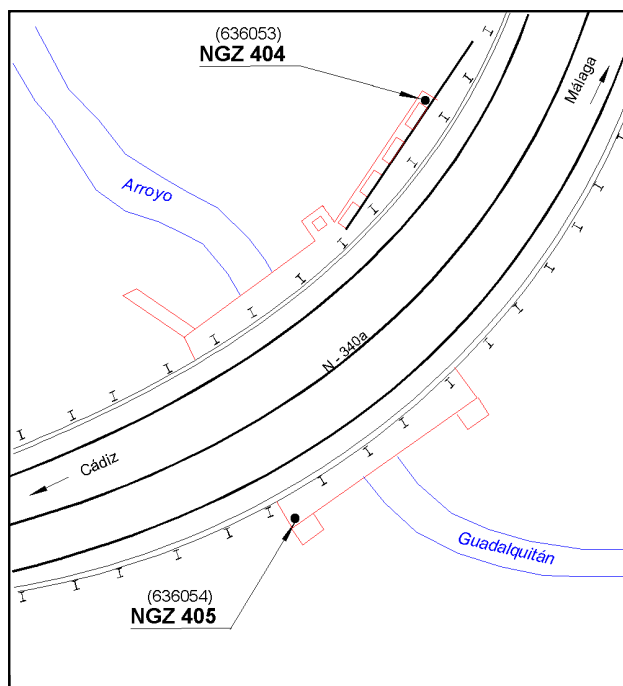 (636053)
NGZ 404
Málaga
Arroyo
N - 340a
Cádiz
Guadalquitán
(636054)
NGZ 405